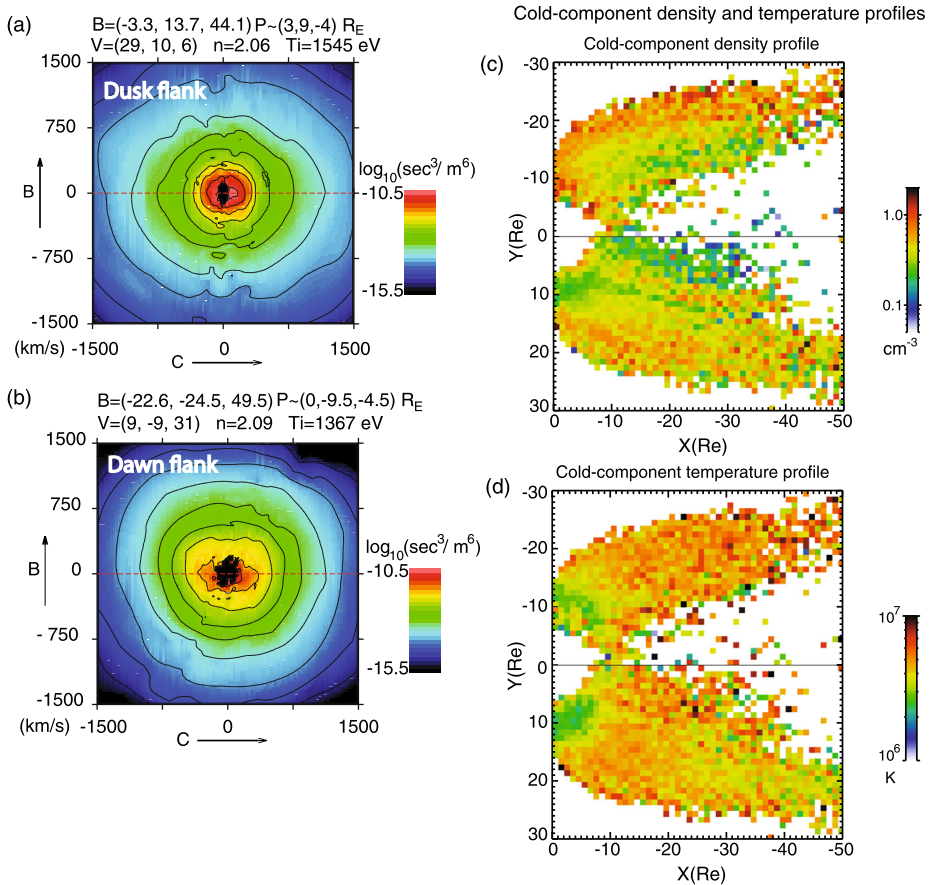 Cold-component density and temperature profiles
(a)
B=(-3.3, 13.7, 44.1) P~(3,9,-4) R_E
V=(29, 10, 6) n=2.06 Ti=1545 eV
1500
750
0
- 750
-1500
B
Dusk flank
(km/s) -1500 0 1500
C
log10(sec^3/ m^6)
-10.5
-15.5
(b)
B=(-22.6, -24.5, 49.5) P~(0,-9.5,-4.5) R_E
V=(9, -9, 31) n=2.09 Ti=1367 eV
1500
750
0
- 750
-1500
B
Dawn flank
(km/s) -1500 0 1500
C
log10(sec^3/ m^6)
-10.5
-15.5
Cold-component density profile
(c)
-30
-20
-10
0
10
20
30
Y(Re)
0 -10 -20 -30 -40 -50
X(Re)
1.0
0.1
cm^-3
Cold-component temperature profile
(d)
-30
-20
-10
0
10
20
30
Y(Re)
0 -10 -20 -30 -40 -50
X(Re)
10^7
10^6
K